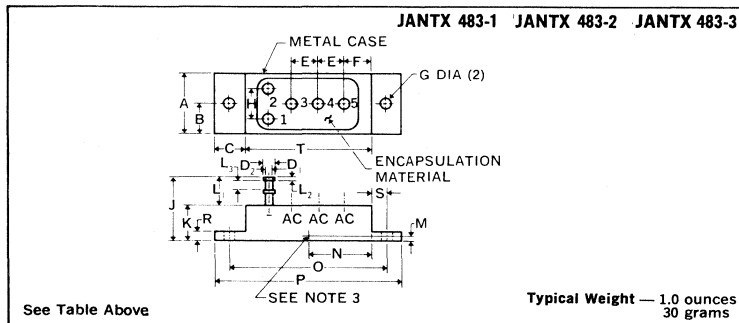 JANTX 483-1 JANTX 483-2 JANTX 483-3
METAL CASE
E E F
G DIA (2)
A
B
H
2 3 4 5
1
C
T
ENCAPSULATION
MATERIAL
L3 D2 D
L
L2
J
K
R
AC AC AC
S
M
N
O
P
SEE NOTE 3
See Table Above
Typical Weight — 1.0 ounces
30 grams